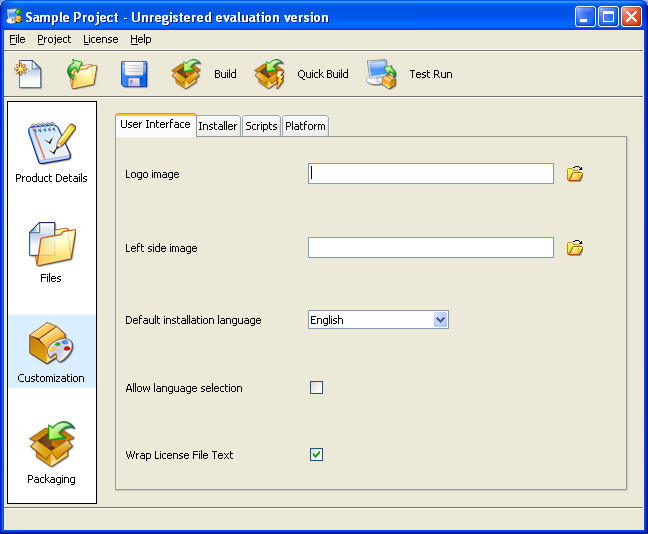 Sample Project - Unregistered evaluation version
File Project License Help
Build Quick Build Test Run
Product Details
Files
Customization
Packaging
User Interface Installer Scripts Platform
Logo image
Left side image
Default installation language English
Allow language selection
Wrap License File Text